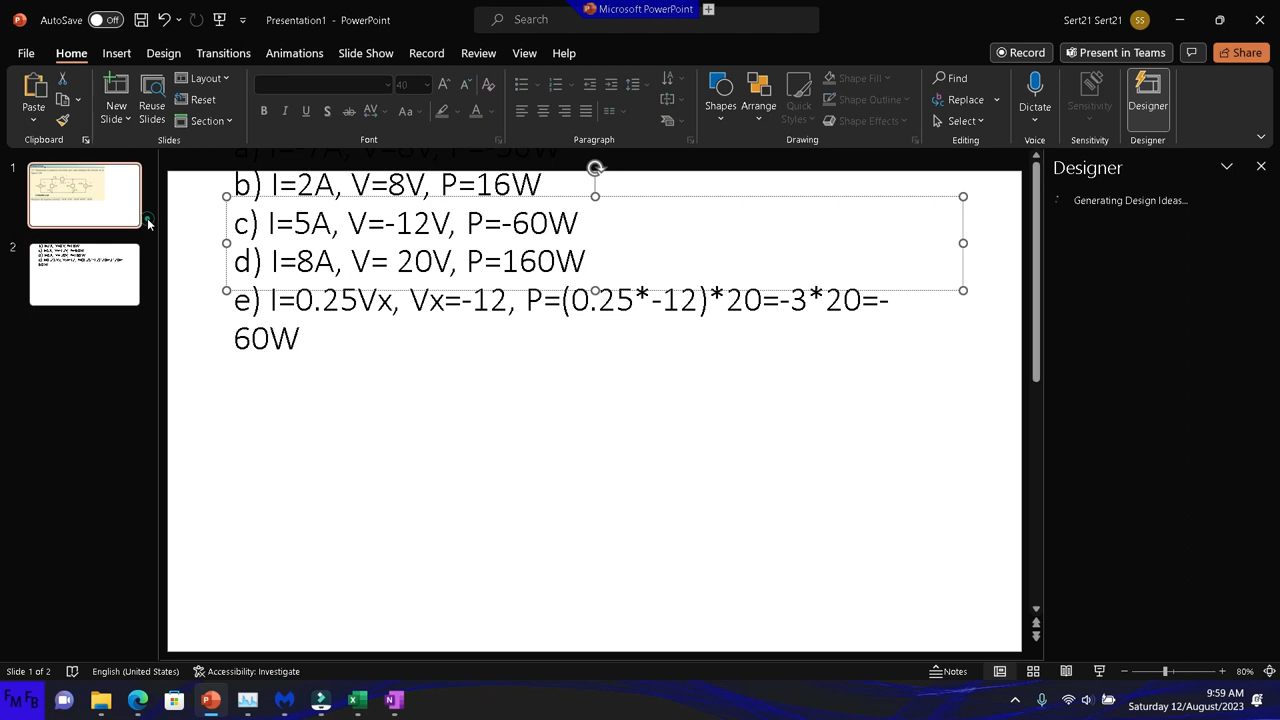 AutoSave Off Presentation1 - PowerPoint Search Microsoft PowerPoint Sert21 Sert21 SS
File Home Insert Design Transitions Animations Slide Show Record Review View Help Record Present in Teams Share
Paste New Slide Reuse Slides Layout Reset Section 40 Shapes Arrange Quick Styles Shape Fill Shape Outline Shape Effects Find Replace Select Dictate Sensitivity Designer
Clipboard Slides Font Paragraph Drawing Editing Voice Sensitivity Designer
1
2
b) I=2A, V=8V, P=16W
c) I=5A, V=-12V, P=-60W
d) I=8A, V= 20V, P=160W
e) I=0.25Vx, Vx=-12, P=(0.25*-12)*20=-3*20=-
60W
Designer
Generating Design Ideas...
Slide 1 of 2 English (United States) Accessibility: Investigate Notes 80%
FM FB
9:59 AM
Saturday 12/August/2023